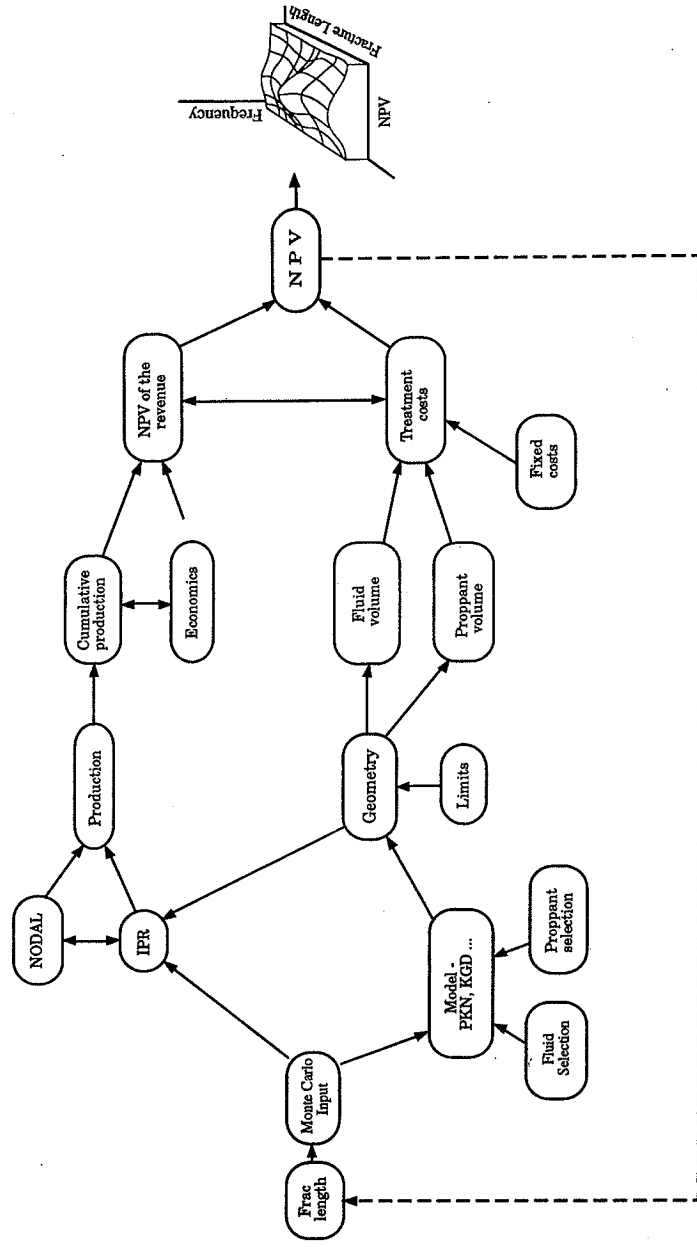 Frac
length
Monte Carlo
Input
NODAL
IPR
Model -
PKN, KGD ...
Fluid
Selection
Proppant
selection
Production
Geometry
Limits
Cumulative
production
Economics
Fluid
volume
Proppant
volume
NPV of the
revenue
Treatment
costs
Fixed
costs
N P V
Frequency
Fracture Length
NPV